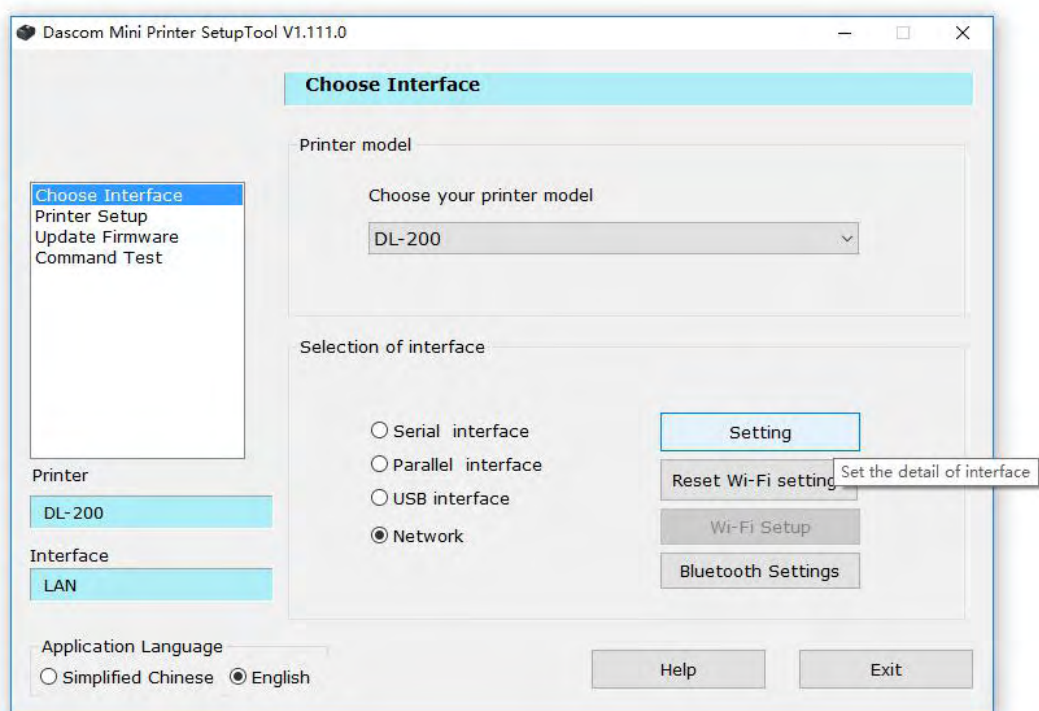 Dascom Mini Printer SetupTool V1.111.0
Choose Interface
Choose Interface
Printer Setup
Update Firmware
Command Test
Printer
DL-200
Interface
LAN
Printer model
Choose your printer model
DL-200
Selection of interface
Serial interface
Parallel interface
USB interface
Network
Setting
Set the detail of interface
Reset Wi-Fi setting
Wi-Fi Setup
Bluetooth Settings
Application Language
Simplified Chinese English
Help
Exit